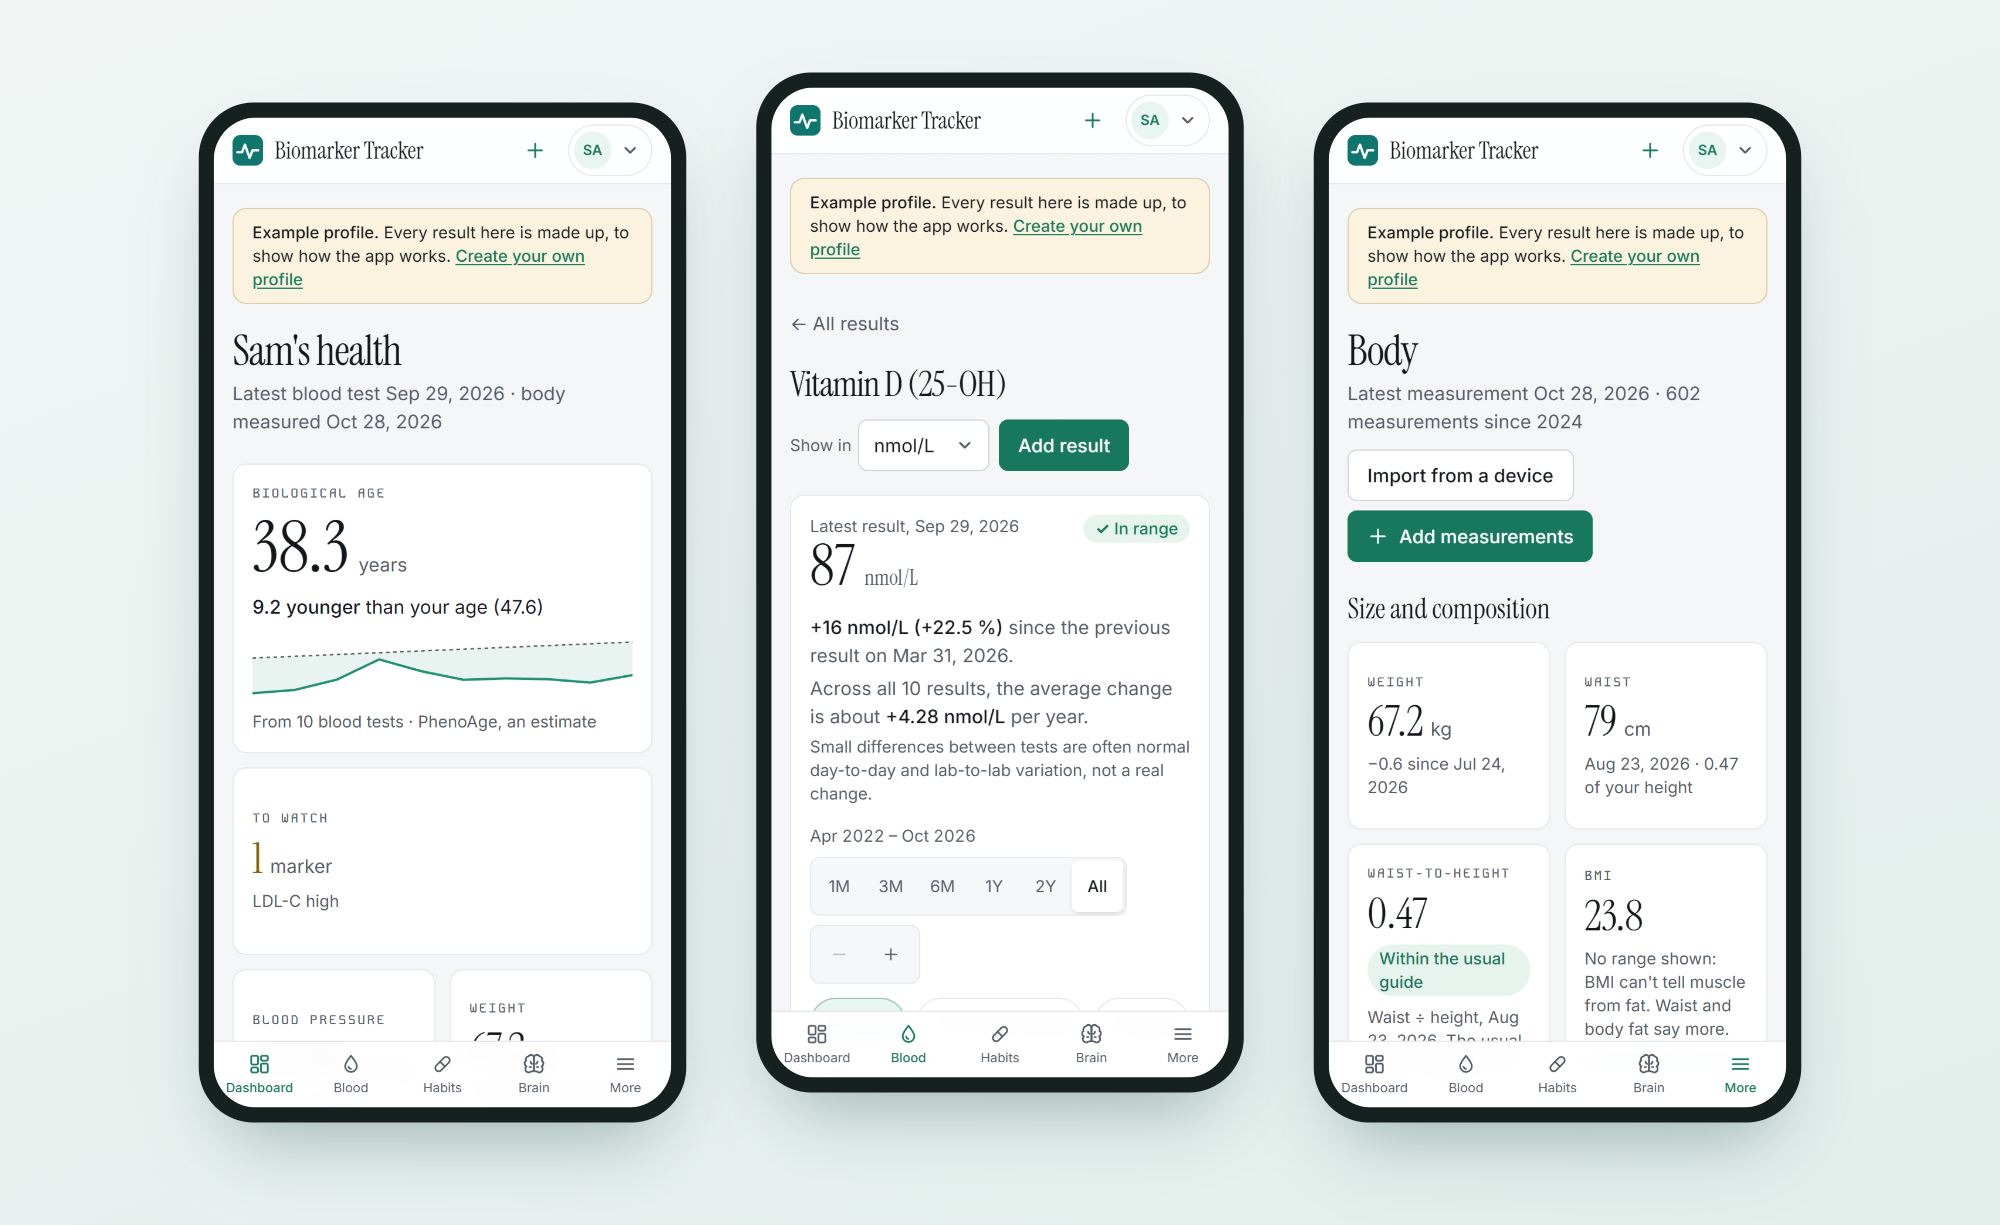 Biomarker Tracker
SA
Example profile. Every result here is made up, to
show how the app works. Create your own
profile
Sam's health
Latest blood test Sep 29, 2026 · body
measured Oct 28, 2026
BIOLOGICAL AGE
38.3 years
9.2 younger than your age (47.6)
From 10 blood tests · PhenoAge, an estimate
TO WATCH
1 marker
LDL-C high
BLOOD PRESSURE
WEIGHT
67.2
Dashboard
Blood
Habits
Brain
More
Biomarker Tracker
SA
Example profile. Every result here is made up, to
show how the app works. Create your own
profile
← All results
Vitamin D (25-OH)
Show in
nmol/L
Add result
Latest result, Sep 29, 2026
In range
87 nmol/L
+16 nmol/L (+22.5 %) since the previous
result on Mar 31, 2026.
Across all 10 results, the average change
is about +4.28 nmol/L per year.
Small differences between tests are often normal
day-to-day and lab-to-lab variation, not a real
change.
Apr 2022 – Oct 2026
1M
3M
6M
1Y
2Y
All
Dashboard
Blood
Habits
Brain
More
Biomarker Tracker
SA
Example profile. Every result here is made up, to
show how the app works. Create your own
profile
Body
Latest measurement Oct 28, 2026 · 602
measurements since 2024
Import from a device
+ Add measurements
Size and composition
WEIGHT
67.2 kg
−0.6 since Jul 24,
2026
WAIST
79 cm
Aug 23, 2026 · 0.47
of your height
WAIST-TO-HEIGHT
0.47
Within the usual
guide
Waist ÷ height, Aug
23, 2026. The usual
BMI
23.8
No range shown:
BMI can't tell muscle
from fat. Waist and
body fat say more.
Dashboard
Blood
Habits
Brain
More